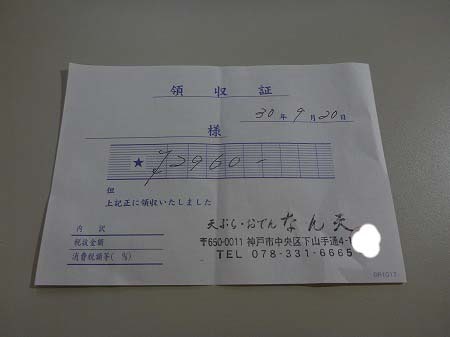 領収証
30年9月20日
様
★ ¥2960-
但
上記正に領収いたしました
内訳
税抜金額
消費税額等(%)
天ぷら・おでん なん天
〒650-0011 神戸市中央区下山手通4-1
TEL 078-331-6665